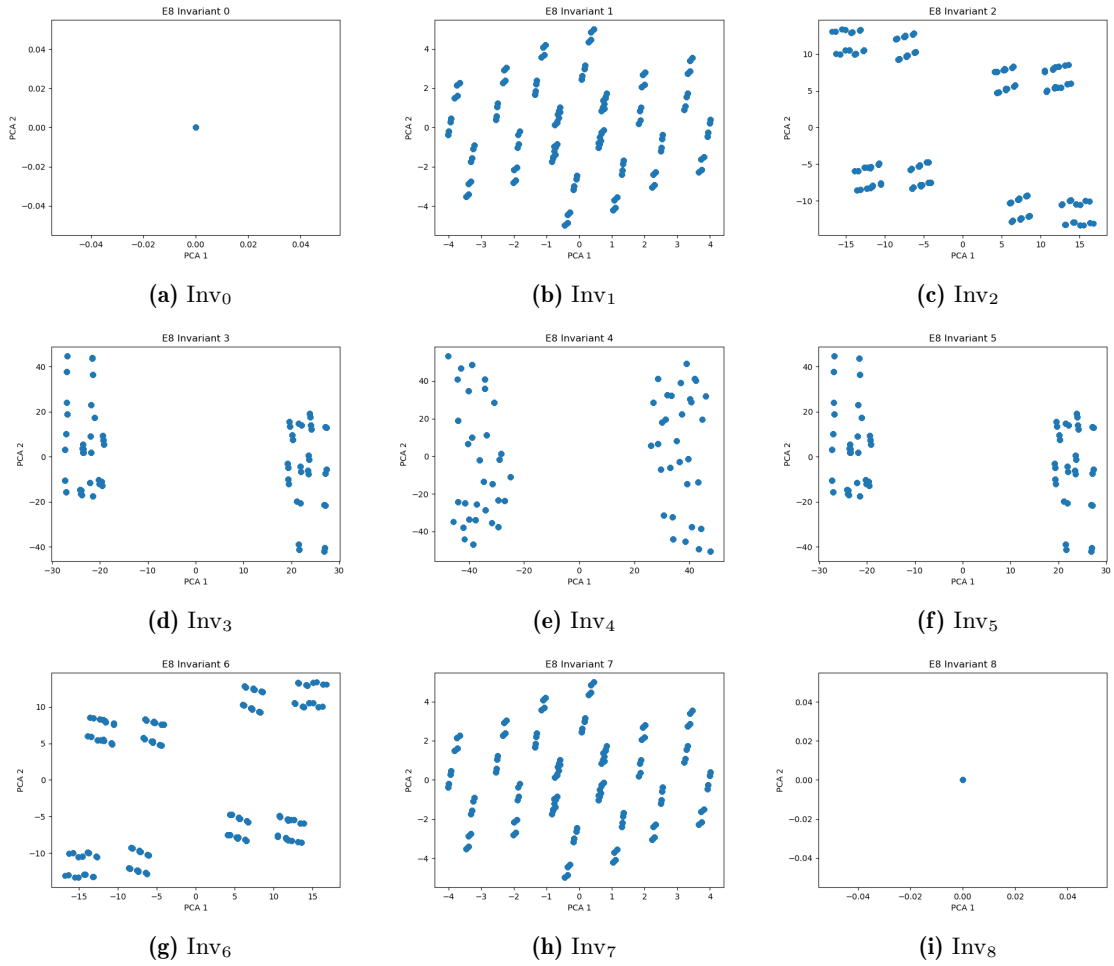 E8 Invariant 0
0.04
0.02
0.00
−0.02
−0.04
PCA 2
−0.04 −0.02 0.00 0.02 0.04
PCA 1
(a) Inv₀
E8 Invariant 1
4
2
0
−2
−4
PCA 2
−4 −3 −2 −1 0 1 2 3 4
PCA 1
(b) Inv₁
E8 Invariant 2
10
5
0
−5
−10
PCA 2
−15 −10 −5 0 5 10 15
PCA 1
(c) Inv₂
E8 Invariant 3
40
20
0
−20
−40
PCA 2
−30 −20 −10 0 10 20 30
PCA 1
(d) Inv₃
E8 Invariant 4
40
20
0
−20
−40
PCA 2
−40 −20 0 20 40
PCA 1
(e) Inv₄
E8 Invariant 5
40
20
0
−20
−40
PCA 2
−30 −20 −10 0 10 20 30
PCA 1
(f) Inv₅
E8 Invariant 6
10
5
0
−5
−10
PCA 2
−15 −10 −5 0 5 10 15
PCA 1
(g) Inv₆
E8 Invariant 7
4
2
0
−2
−4
PCA 2
−4 −3 −2 −1 0 1 2 3 4
PCA 1
(h) Inv₇
E8 Invariant 8
0.04
0.02
0.00
−0.02
−0.04
PCA 2
−0.04 −0.02 0.00 0.02 0.04
PCA 1
(i) Inv₈